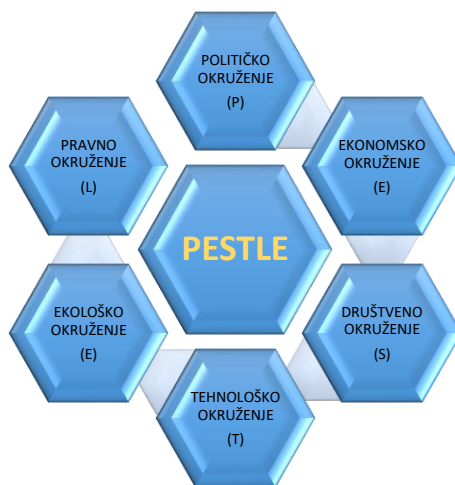 POLITIČKO
OKRUŽENJE
(P)
EKONOMSKO
OKRUŽENJE
(E)
DRUŠTVENO
OKRUŽENJE
(S)
TEHNOLOŠKO
OKRUŽENJE
(T)
EKOLOŠKO
OKRUŽENJE
(E)
PRAVNO
OKRUŽENJE
(L)
PESTLE